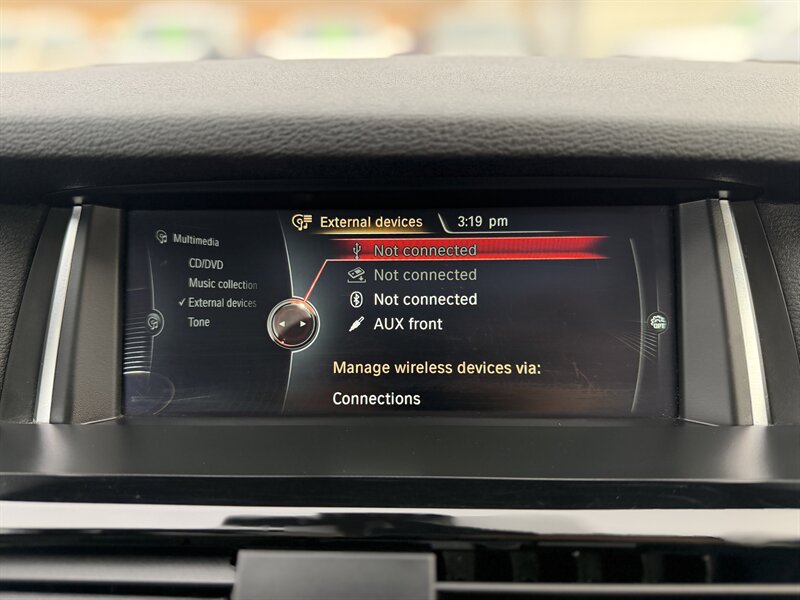 Multimedia
CD/DVD
Music collection
External devices
Tone
External devices
3:19 pm
Not connected
Not connected
Not connected
AUX front
Manage wireless devices via:
Connections